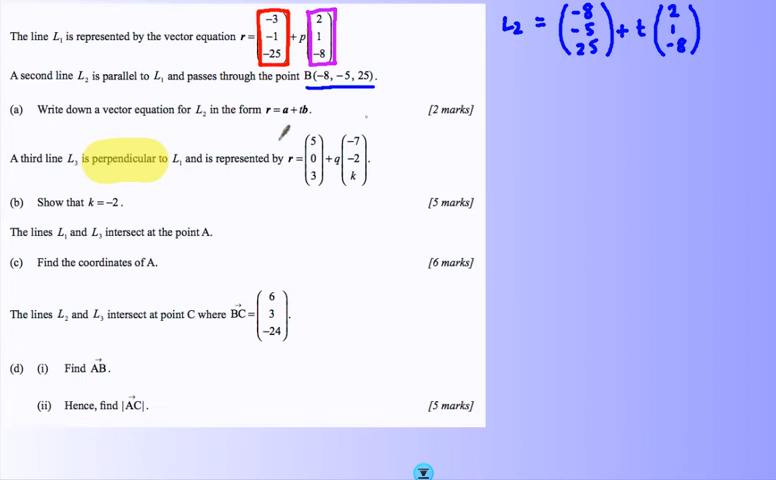 The line L₁ is represented by the vector equation r = (−3 −1 −25) + p (2 1 −8)
A second line L₂ is parallel to L₁ and passes through the point B(−8, −5, 25).
(a) Write down a vector equation for L₂ in the form r = a + tb. [2 marks]
A third line L₃ is perpendicular to L₁ and is represented by r = (5 0 3) + q (−7 −2 k).
(b) Show that k = −2. [5 marks]
The lines L₁ and L₃ intersect at the point A.
(c) Find the coordinates of A. [6 marks]
The lines L₂ and L₃ intersect at point C where BC→ = (6 3 −24).
(d) (i) Find AB→.
(ii) Hence, find |AC→|. [5 marks]
L₂ = (−8 −5 25) + t (2 1 −8)